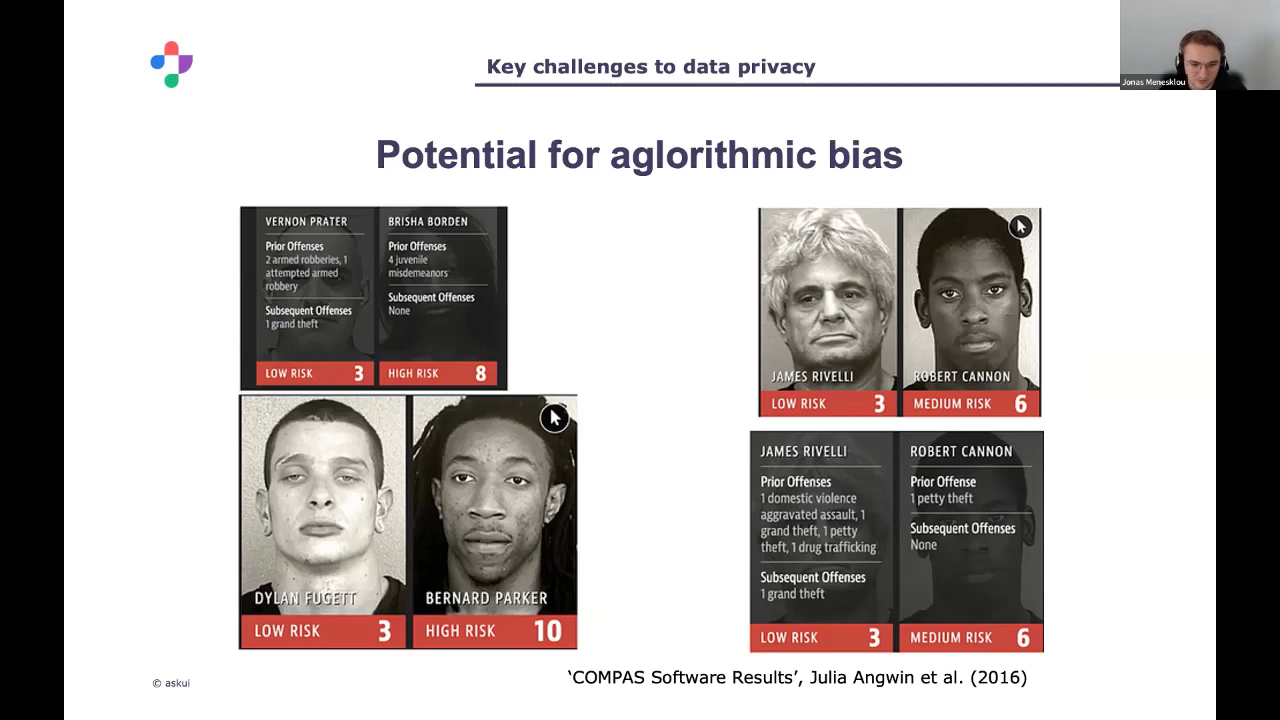 Key challenges to data privacy
Jonas Menesklou
Potential for aglorithmic bias
VERNON PRATER
Prior Offenses
2 armed robberies, 1
attempted armed
robbery
Subsequent Offenses
1 grand theft
LOW RISK 3
BRISHA BORDEN
Prior Offenses
4 juvenile
misdemeanors
Subsequent Offenses
None
HIGH RISK 8
JAMES RIVELLI
LOW RISK 3
ROBERT CANNON
MEDIUM RISK 6
DYLAN FUGETT
LOW RISK 3
BERNARD PARKER
HIGH RISK 10
JAMES RIVELLI
Prior Offenses
1 domestic violence
aggravated assault, 1
grand theft, 1 petty
theft, 1 drug trafficking
Subsequent Offenses
1 grand theft
LOW RISK 3
ROBERT CANNON
Prior Offense
1 petty theft
Subsequent Offenses
None
MEDIUM RISK 6
‘COMPAS Software Results’, Julia Angwin et al. (2016)
© askui